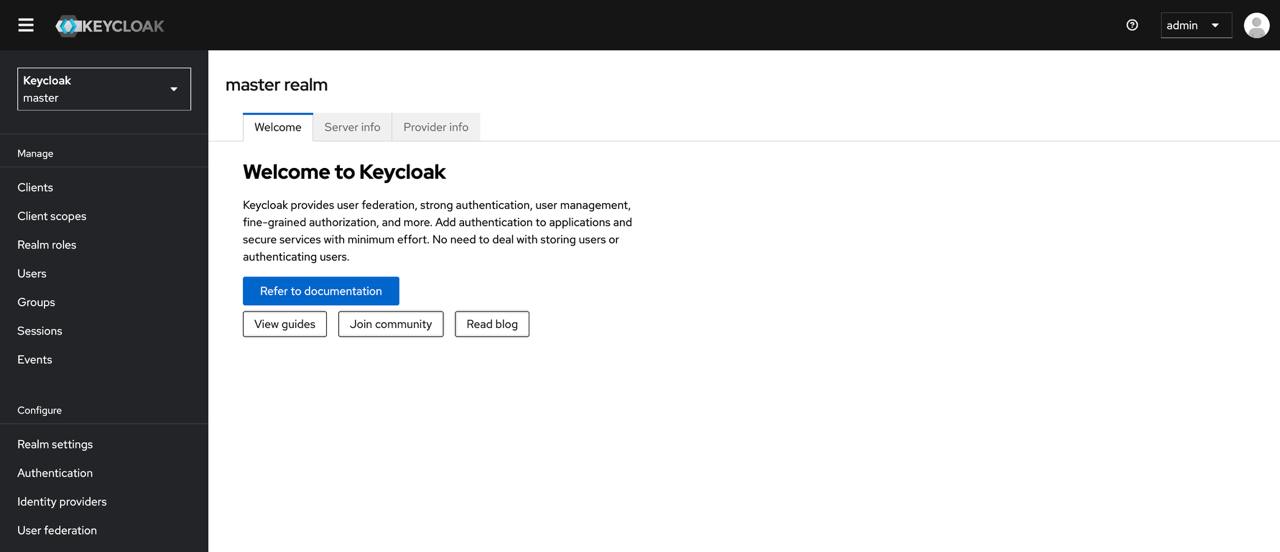 KEYCLOAK
admin
Keycloak
master
Manage
Clients
Client scopes
Realm roles
Users
Groups
Sessions
Events
Configure
Realm settings
Authentication
Identity providers
User federation
master realm
Welcome
Server info
Provider info
Welcome to Keycloak
Keycloak provides user federation, strong authentication, user management,
fine-grained authorization, and more. Add authentication to applications and
secure services with minimum effort. No need to deal with storing users or
authenticating users.
Refer to documentation
View guides
Join community
Read blog